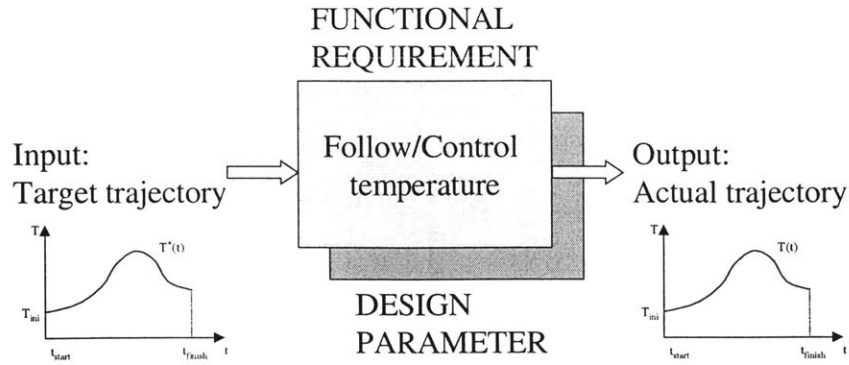 FUNCTIONAL
REQUIREMENT
Follow/Control
temperature
Input:
Target trajectory
Output:
Actual trajectory
T
T*(t)
T_ini
t_start
t_finish
t
T
T(t)
T_ini
t_start
t_finish
t
DESIGN
PARAMETER